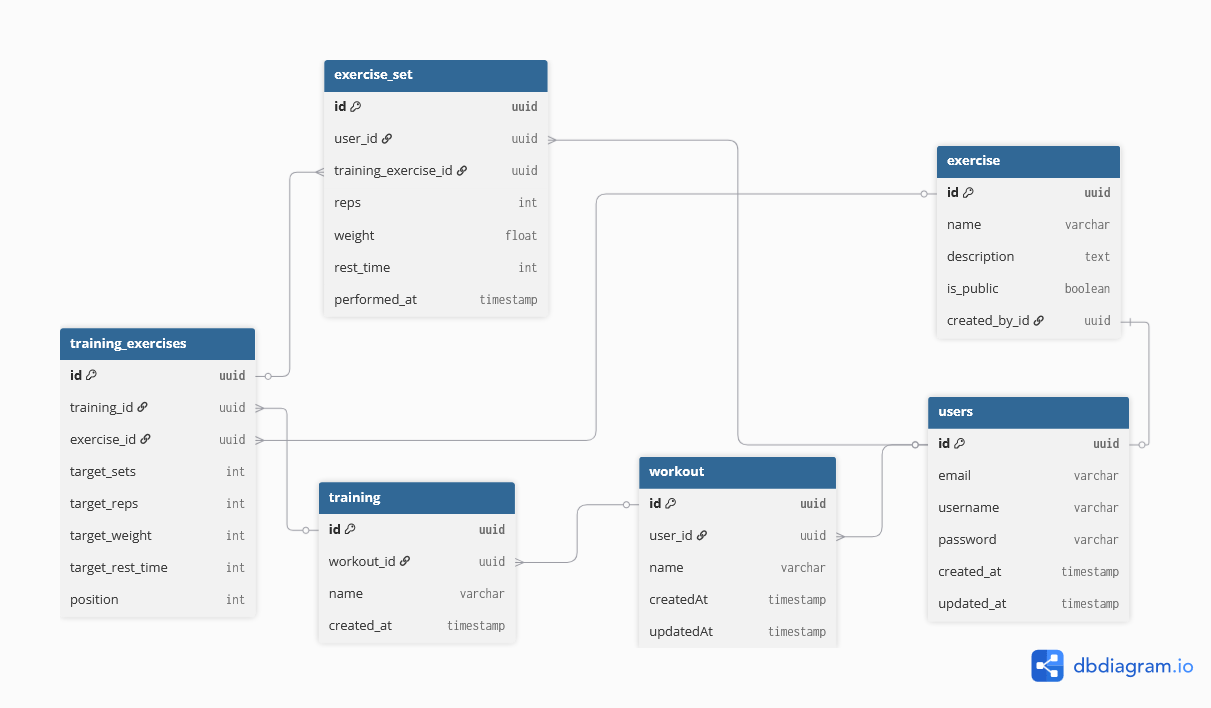 exercise_set
id uuid
user_id uuid
training_exercise_id uuid
reps int
weight float
rest_time int
performed_at timestamp
exercise
id uuid
name varchar
description text
is_public boolean
created_by_id uuid
training_exercises
id uuid
training_id uuid
exercise_id uuid
target_sets int
target_reps int
target_weight int
target_rest_time int
position int
training
id uuid
workout_id uuid
name varchar
created_at timestamp
workout
id uuid
user_id uuid
name varchar
createdAt timestamp
updatedAt timestamp
users
id uuid
email varchar
username varchar
password varchar
created_at timestamp
updated_at timestamp
dbdiagram.io